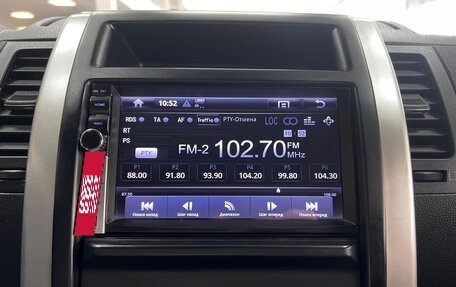 10:52
RDS TA AF Traffic PTY-Отмена LOC
RT
PS
PTY FM-2 102.70 FM MHz
HOME
NAVI
P1 P2 P3 P4 P5 P6
88.00 91.80 93.90 104.20 99.80 104.30
87.50 108.00
Поиск назад Шаг назад Диапазон Шаг вперед Поиск вперед